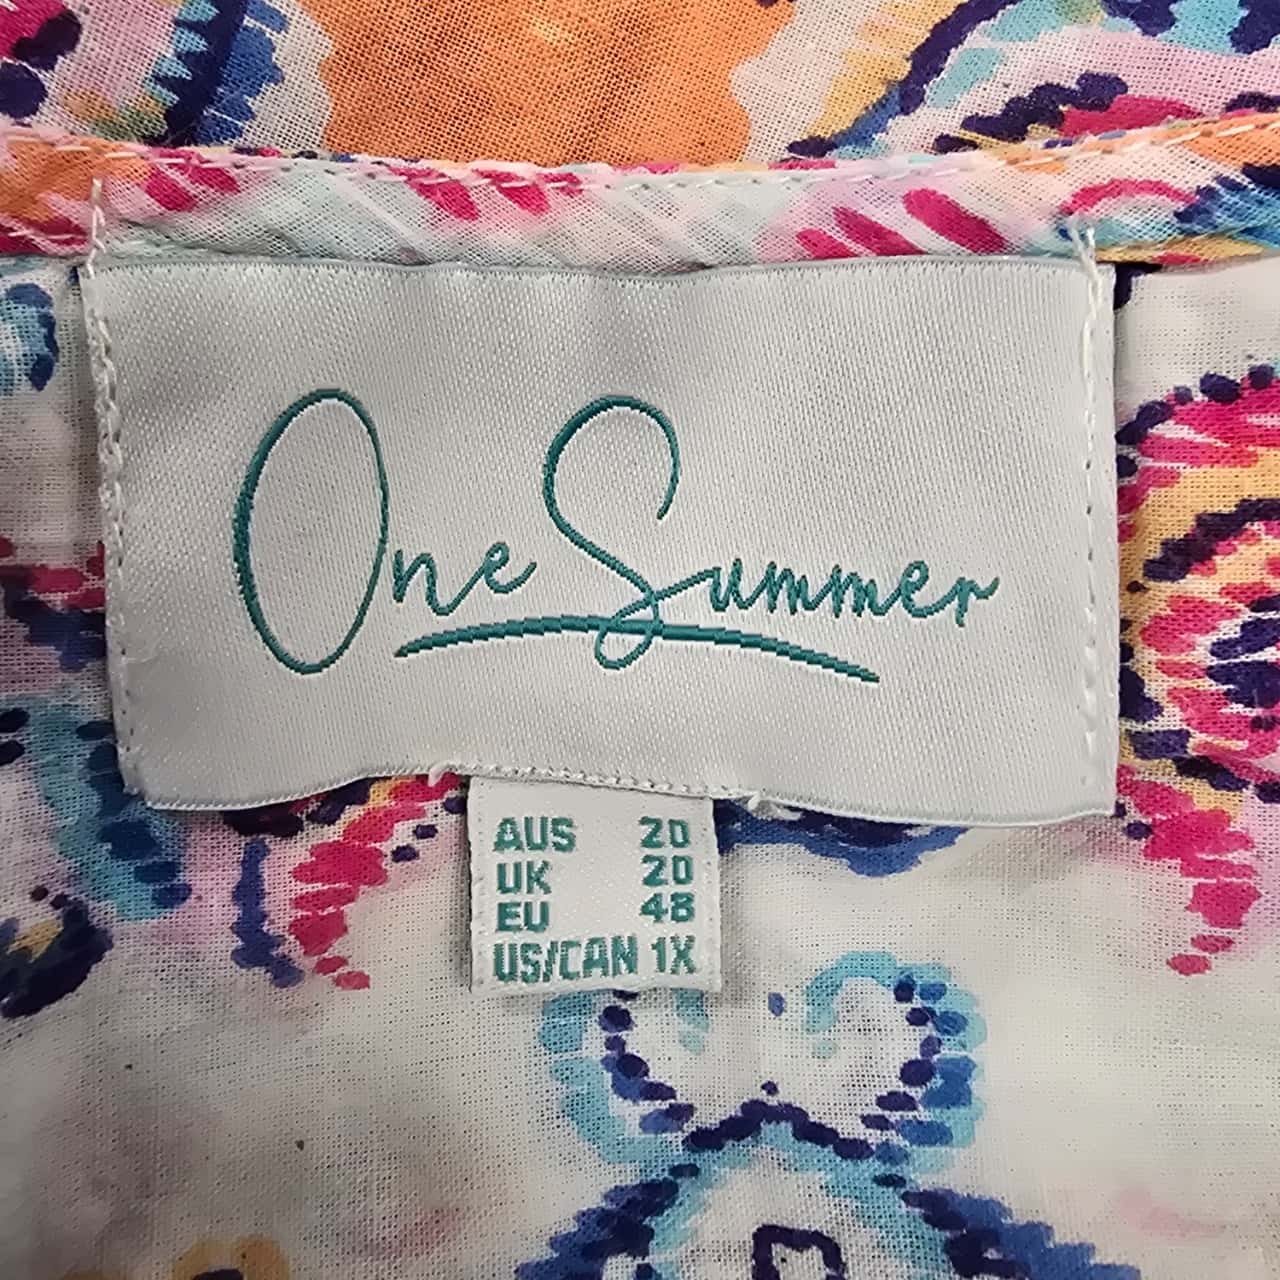 One Summer
AUS 20
UK 20
EU 48
US/CAN 1X